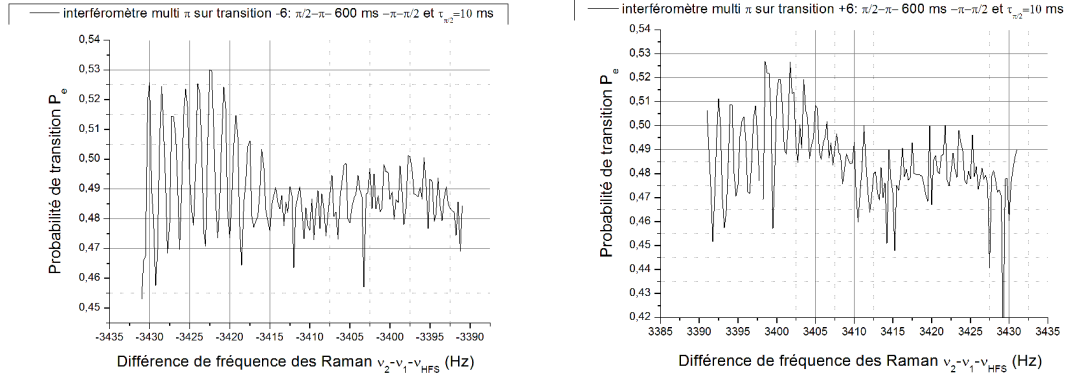 interféromètre multi π sur transition -6: π/2-π- 600 ms -π-π/2 et τπ/2=10 ms
0,54
0,53
0,52
0,51
0,50
0,49
0,48
0,47
0,46
0,45
Probabilité de transition Pe
-3435 -3430 -3425 -3420 -3415 -3410 -3405 -3400 -3395 -3390
Différence de fréquence des Raman ν2-ν1-νHFS (Hz)
interféromètre multi π sur transition +6: π/2-π- 600 ms -π-π/2 et τπ/2=10 ms
0,54
0,53
0,52
0,51
0,50
0,49
0,48
0,47
0,46
0,45
0,44
0,43
0,42
Probabilité de transition Pe
3385 3390 3395 3400 3405 3410 3415 3420 3425 3430 3435
Différence de fréquence des Raman ν2-ν1-νHFS (Hz)